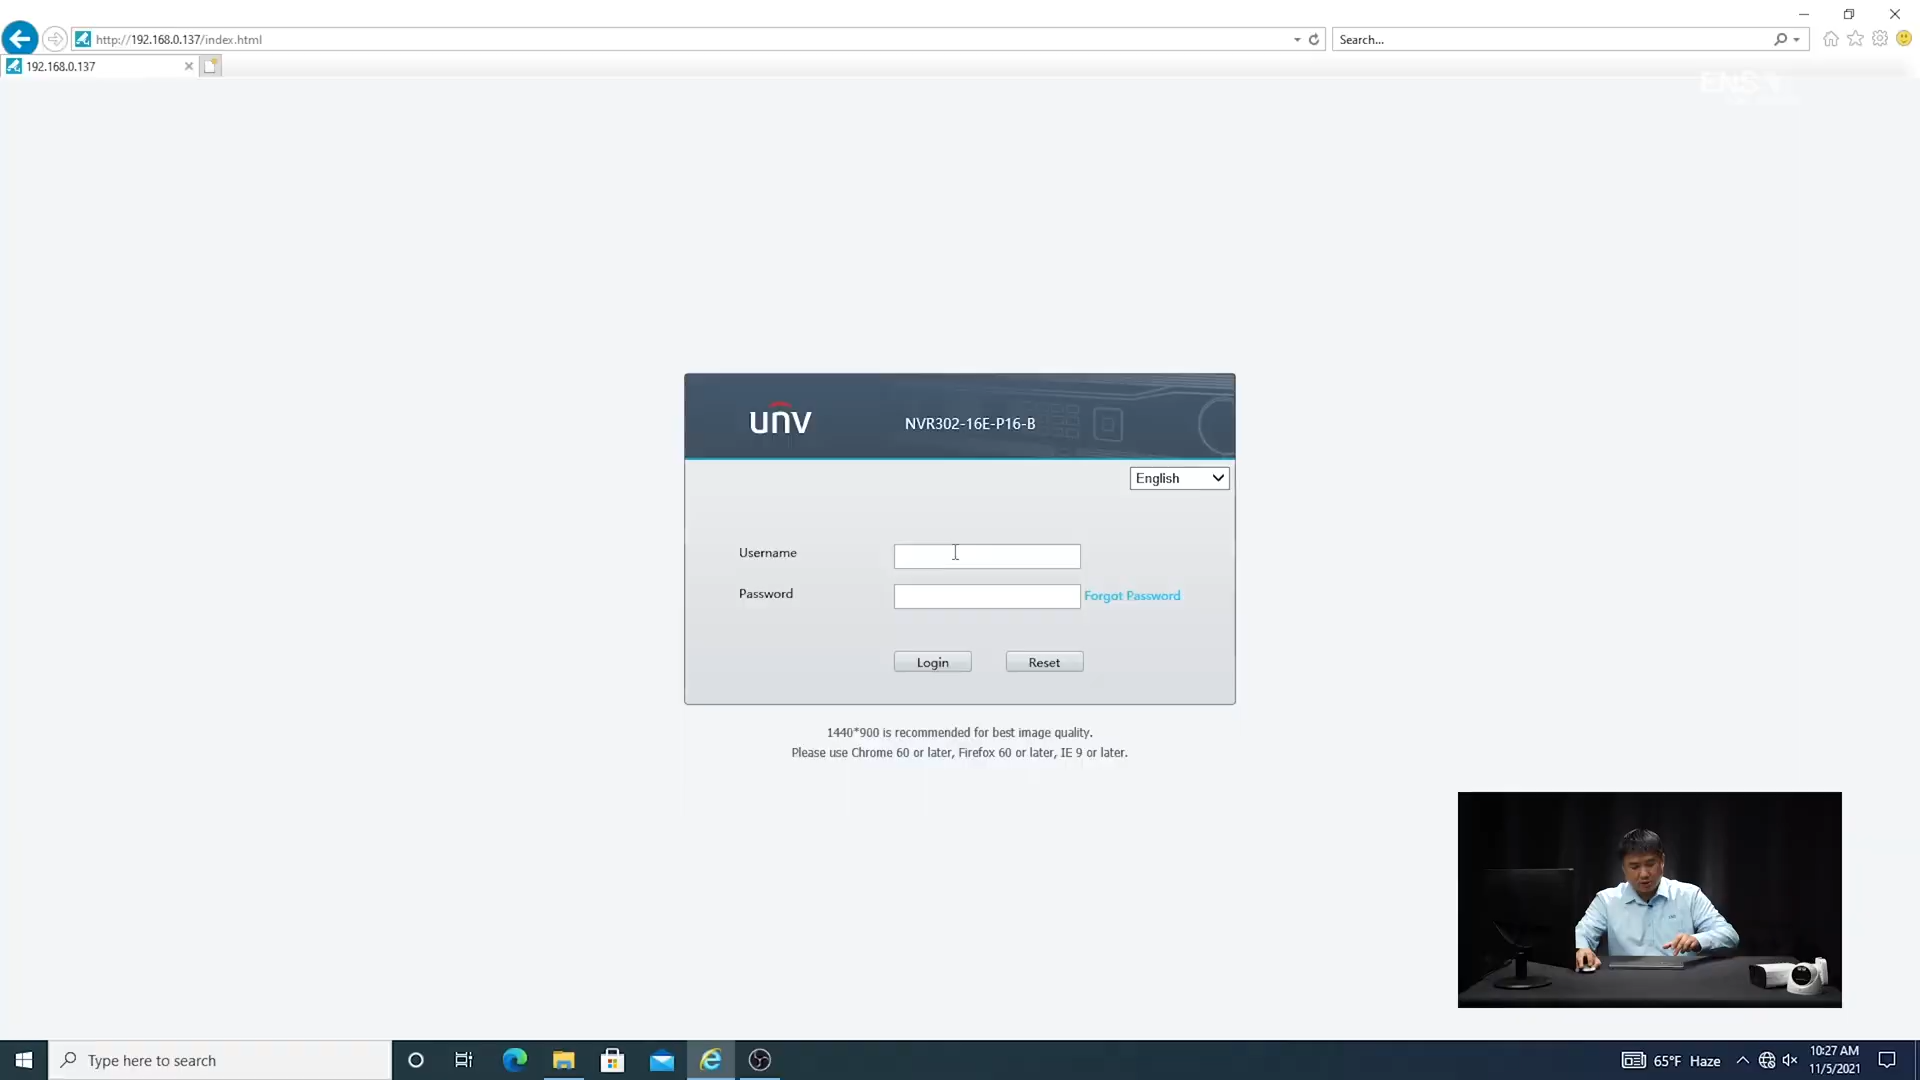 http://192.168.0.137/index.html
Search...
192.168.0.137
ENS
unv
NVR302-16E-P16-B
English
Username
Password
Forgot Password
Login
Reset
1440*900 is recommended for best image quality.
Please use Chrome 60 or later, Firefox 60 or later, IE 9 or later.
Type here to search
65°F Haze
10:27 AM
11/5/2021